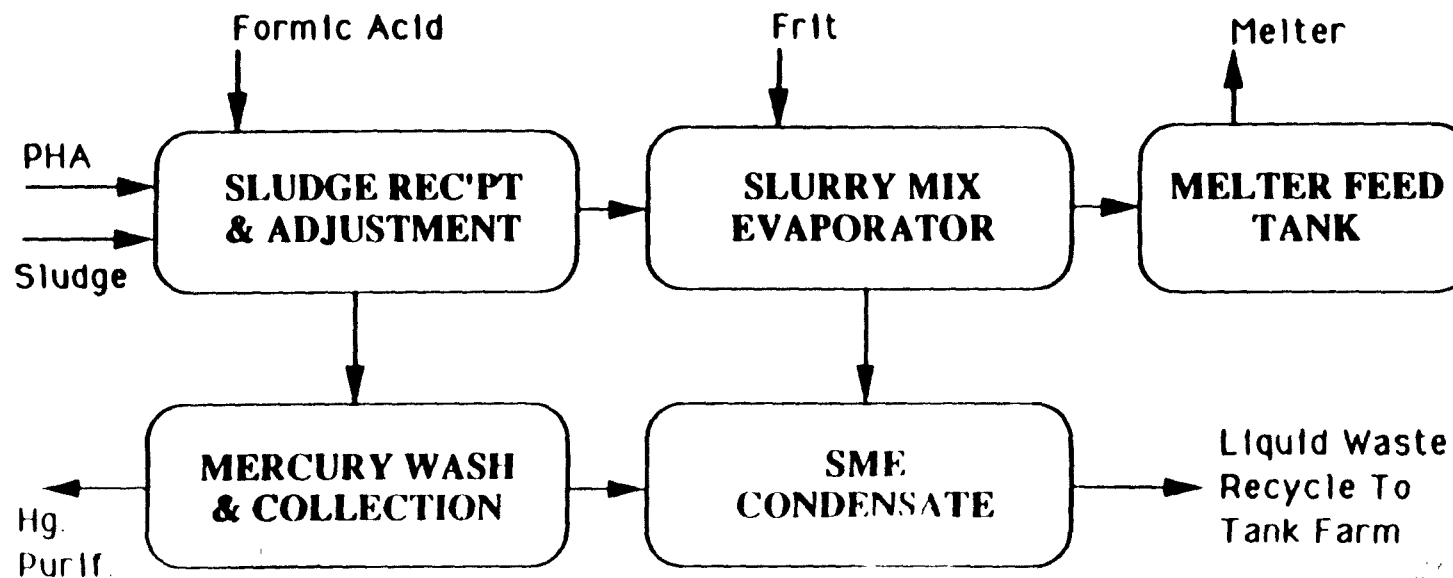 Formic Acid
Frit
Melter
PHA
Sludge
SLUDGE REC'PT
& ADJUSTMENT
SLURRY MIX
EVAPORATOR
MELTER FEED
TANK
MERCURY WASH
& COLLECTION
SME
CONDENSATE
Hg.
Purif.
Liquid Waste
Recycle To
Tank Farm